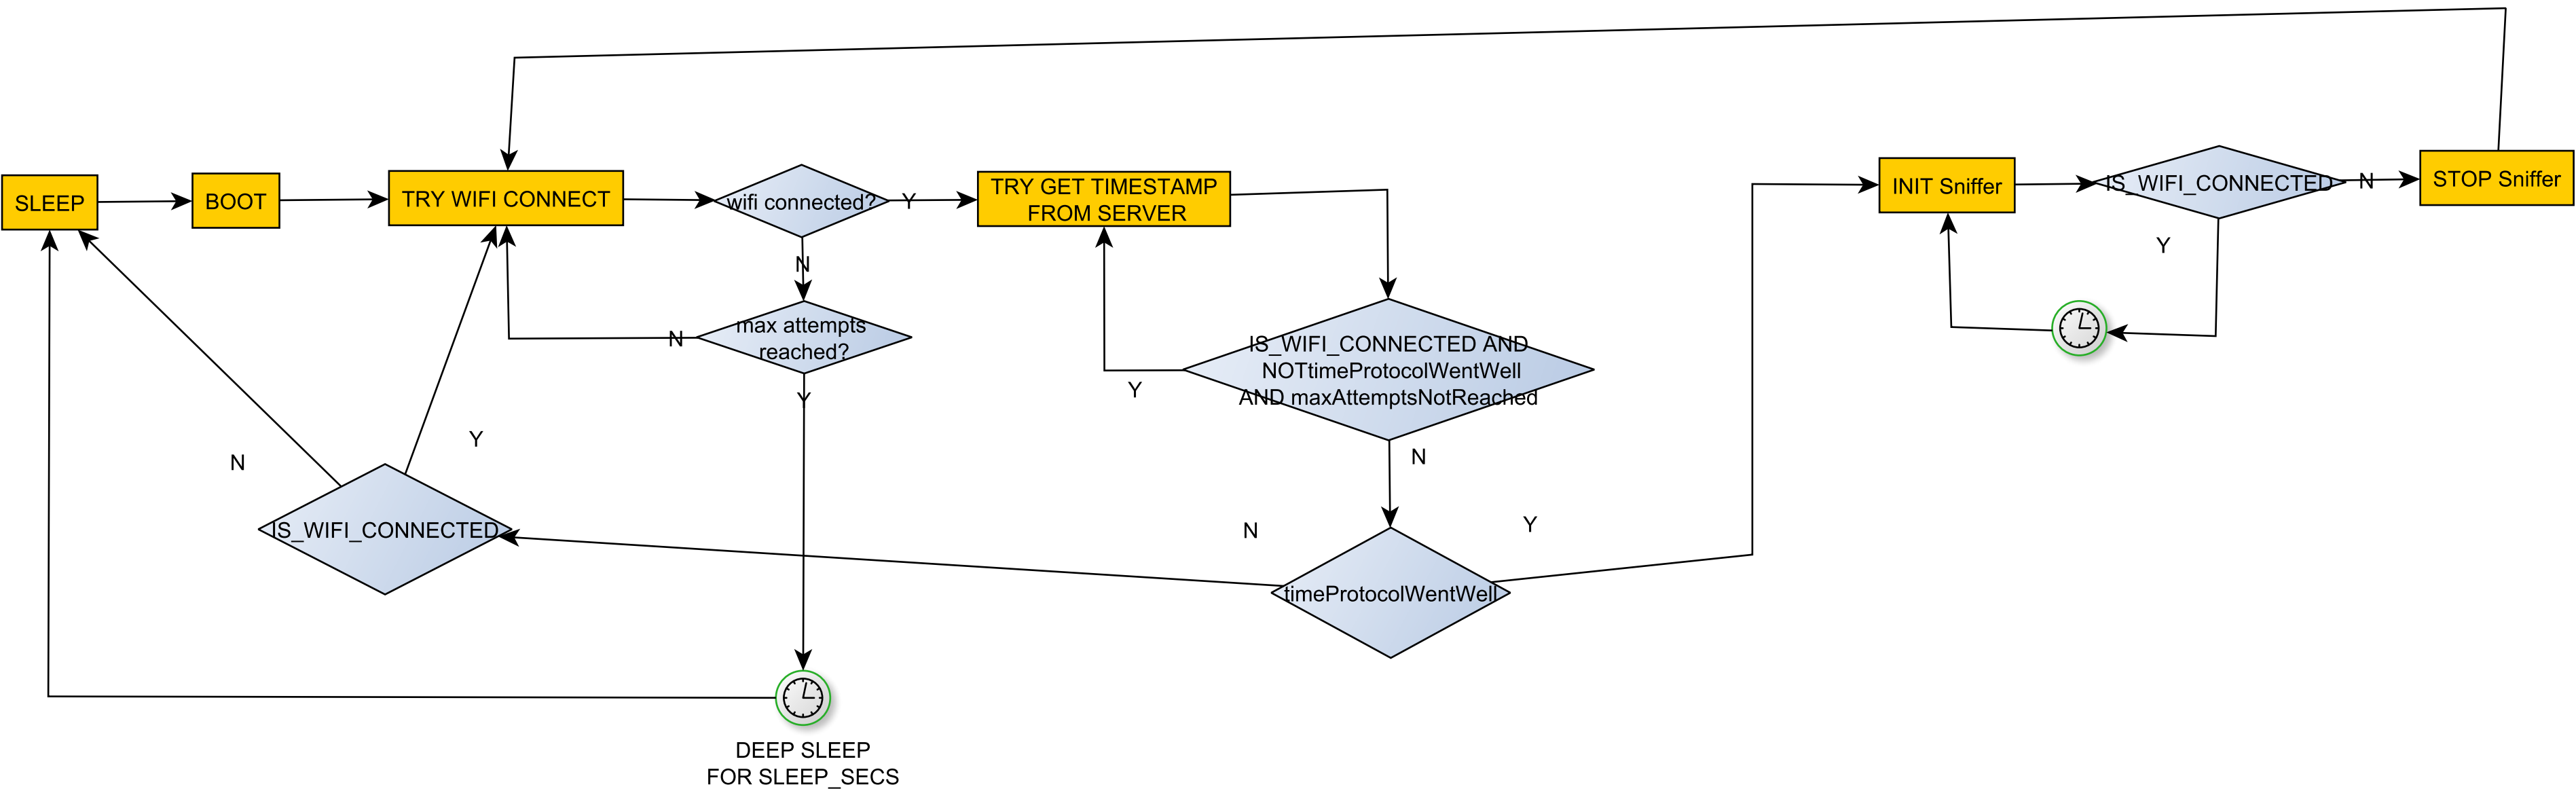 SLEEP
BOOT
TRY WIFI CONNECT
wifi connected?
Y
TRY GET TIMESTAMP
FROM SERVER
INIT Sniffer
IS_WIFI_CONNECTED
N
STOP Sniffer
Y
N
max attempts
reached?
N
Y
IS_WIFI_CONNECTED AND
NOTtimeProtocolWentWell
AND maxAttemptsNotReached
Y
N
Y
N
IS_WIFI_CONNECTED
N
Y
timeProtocolWentWell
DEEP SLEEP
FOR SLEEP_SECS